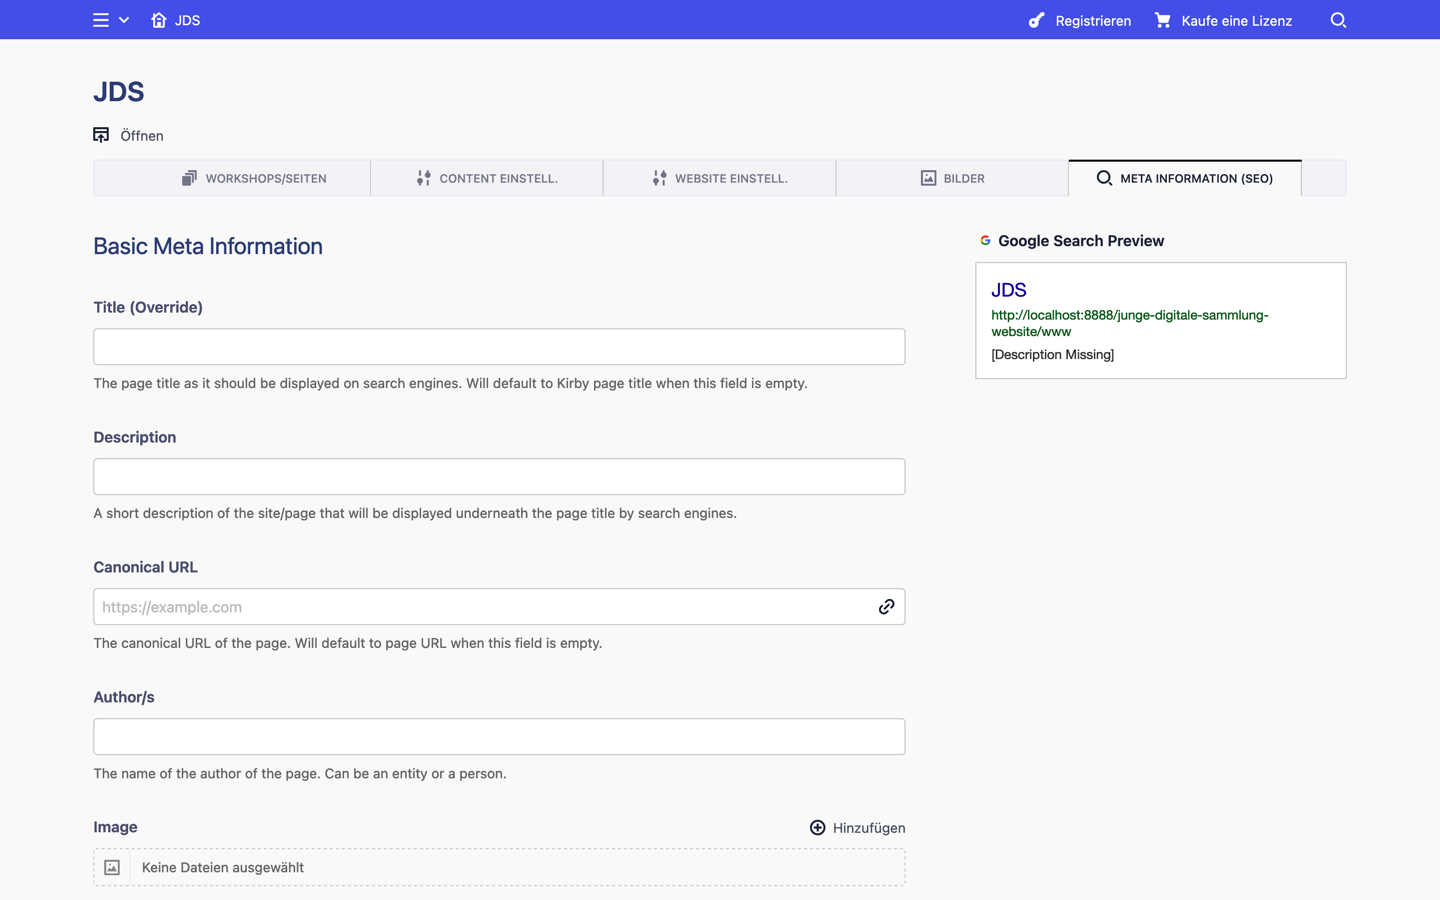 JDS
Registrieren
Kaufe eine Lizenz
JDS
Öffnen
WORKSHOPS/SEITEN
CONTENT EINSTELL.
WEBSITE EINSTELL.
BILDER
META INFORMATION (SEO)
Basic Meta Information
Title (Override)
The page title as it should be displayed on search engines. Will default to Kirby page title when this field is empty.
Description
A short description of the site/page that will be displayed underneath the page title by search engines.
Canonical URL
https://example.com
The canonical URL of the page. Will default to page URL when this field is empty.
Author/s
The name of the author of the page. Can be an entity or a person.
Image
Hinzufügen
Keine Dateien ausgewählt
Google Search Preview
JDS
http://localhost:8888/junge-digitale-sammlung-
website/www
[Description Missing]